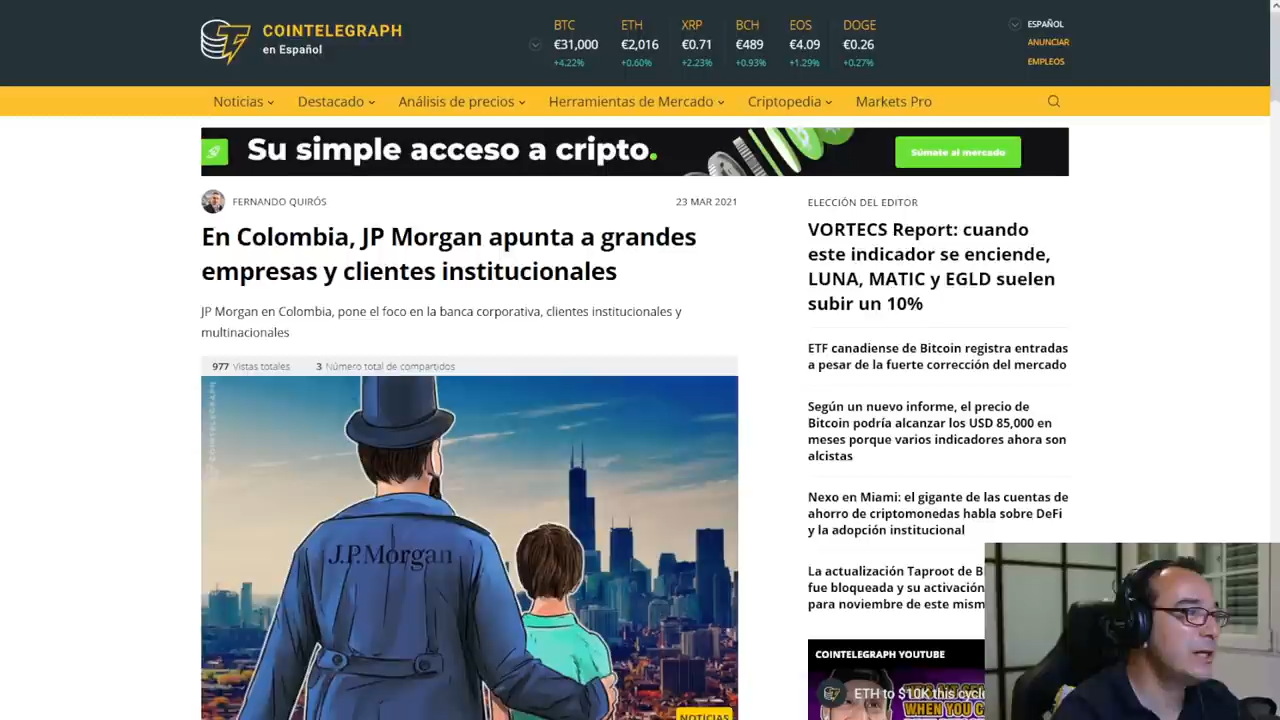 COINTELEGRAPH
en Español
BTC ETH XRP BCH EOS DOGE
€31,000 €2,016 €0.71 €489 €4.09 €0.26
+4.22% +0.60% +2.23% +0.93% +1.29% +0.27%
ESPAÑOL
ANUNCIAR
EMPLEOS
Noticias Destacado Análisis de precios Herramientas de Mercado Criptopedia Markets Pro
Su simple acceso a cripto.
Súmate al mercado
FERNANDO QUIRÓS
23 MAR 2021
En Colombia, JP Morgan apunta a grandes
empresas y clientes institucionales
JP Morgan en Colombia, pone el foco en la banca corporativa, clientes institucionales y
multinacionales
977 Vistas totales 3 Número total de compartidos
J.P.Morgan
NOTICIAS
ELECCIÓN DEL EDITOR
VORTECS Report: cuando
este indicador se enciende,
LUNA, MATIC y EGLD suelen
subir un 10%
ETF canadiense de Bitcoin registra entradas
a pesar de la fuerte corrección del mercado
Según un nuevo informe, el precio de
Bitcoin podría alcanzar los USD 85,000 en
meses porque varios indicadores ahora son
alcistas
Nexo en Miami: el gigante de las cuentas de
ahorro de criptomonedas habla sobre DeFi
y la adopción institucional
La actualización Taproot de B
fue bloqueada y su activación
para noviembre de este mism
COINTELEGRAPH YOUTUBE
ETH to $10K this cycle
WHEN YOU C